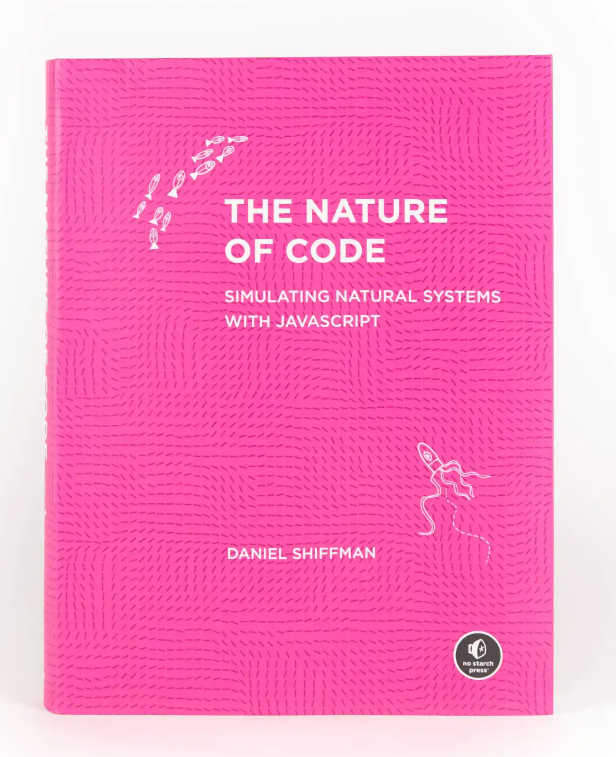 THE NATURE
OF CODE
SIMULATING NATURAL SYSTEMS
WITH JAVASCRIPT
DANIEL SHIFFMAN
no starch
press